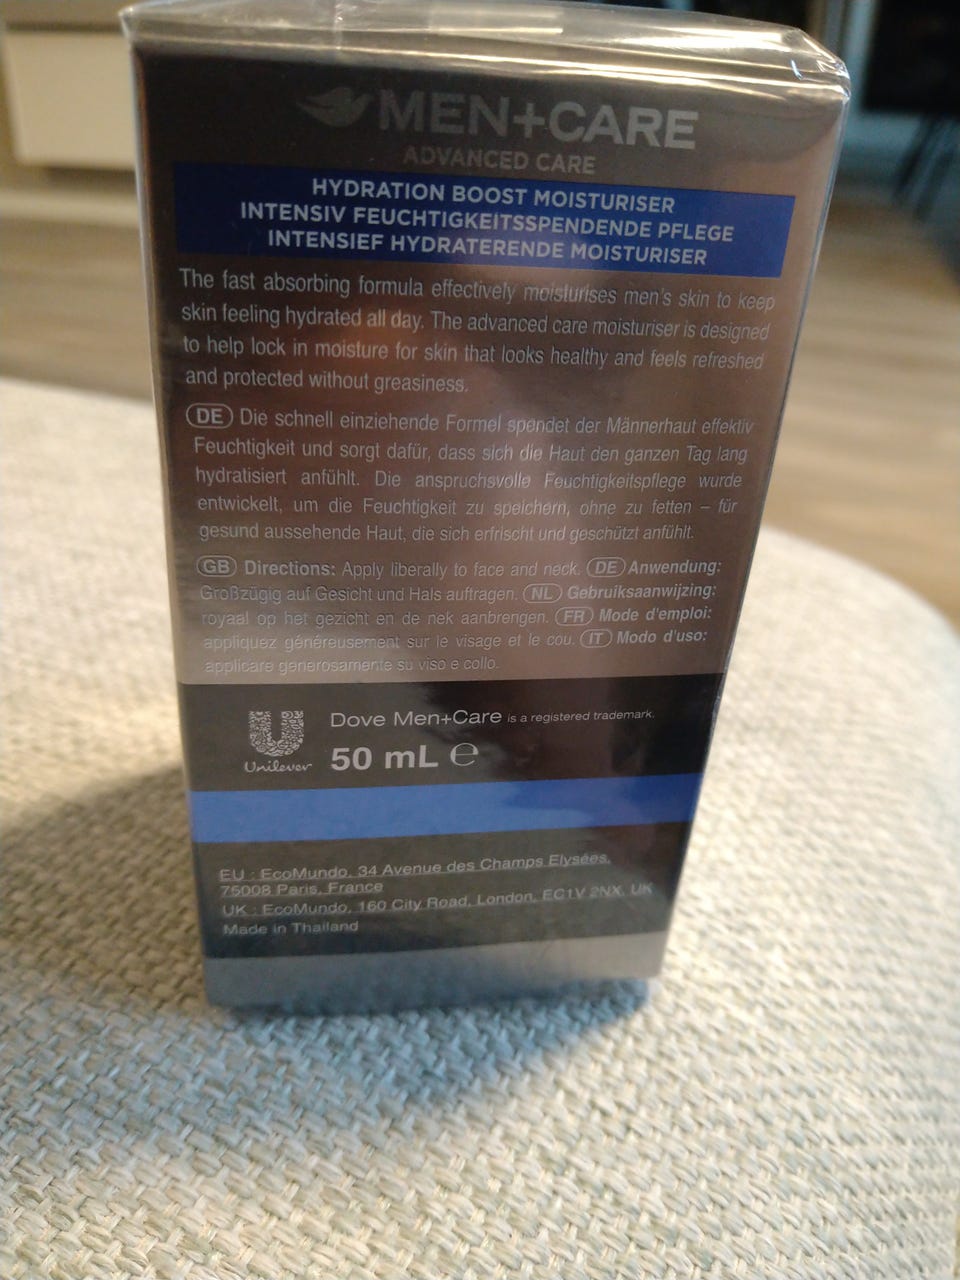 MEN+CARE
ADVANCED CARE
HYDRATION BOOST MOISTURISER
INTENSIV FEUCHTIGKEITSSPENDENDE PFLEGE
INTENSIEF HYDRATERENDE MOISTURISER
The fast absorbing formula effectively moisturises men's skin to keep
skin feeling hydrated all day. The advanced care moisturiser is designed
to help lock in moisture for skin that looks healthy and feels refreshed
and protected without greasiness.
DE Die schnell einziehende Formel spendet der Männerhaut effektiv
Feuchtigkeit und sorgt dafür, dass sich die Haut den ganzen Tag lang
hydratisiert anfühlt. Die anspruchsvolle Feuchtigkeitspflege wurde
entwickelt, um die Feuchtigkeit zu speichern, ohne zu fetten – für
gesund aussehende Haut, die sich erfrischt und geschützt anfühlt.
GB Directions: Apply liberally to face and neck. DE Anwendung:
Großzügig auf Gesicht und Hals auftragen. NL Gebruiksaanwijzing:
royaal op het gezicht en de nek aanbrengen. FR Mode d'emploi:
appliquez généreusement sur le visage et le cou. IT Modo d'uso:
applicare generosamente su viso e collo.
Unilever
Dove Men+Care is a registered trademark.
50 mL ℮
EU : EcoMundo, 34 Avenue des Champs Elysées,
75008 Paris, France
UK : EcoMundo, 160 City Road, London, EC1V 2NX, UK
Made in Thailand